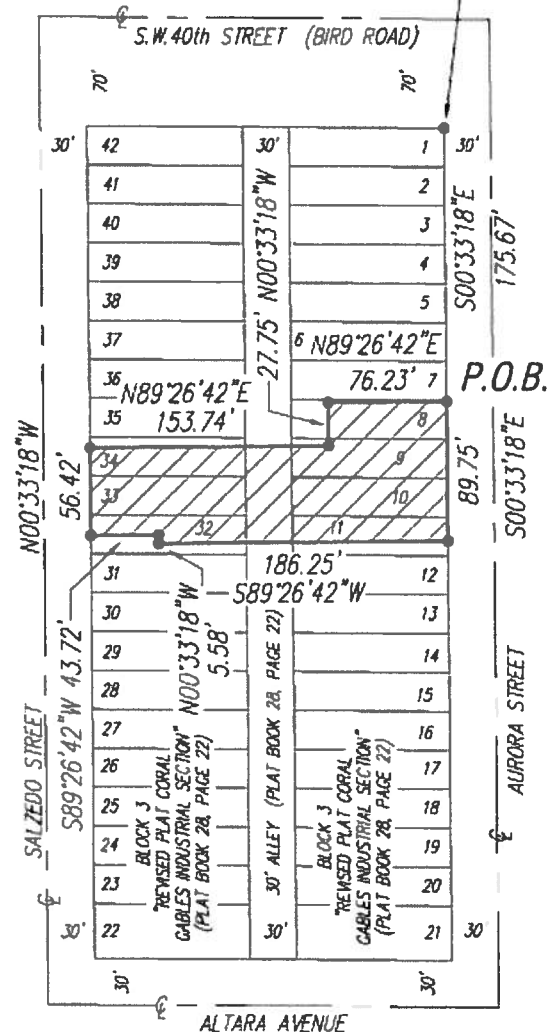 ℄
S.W. 40th STREET (BIRD ROAD)
70'
70'
30'
42
30'
1
30'
41
2
40
3
39
4
38
5
37
6
36
7
35
N00°33'18"W
27.75'
S00°33'18"E
175.67'
N89°26'42"E
76.23'
P.O.B.
N89°26'42"E
153.74'
8
34
9
33
10
32
11
N00°33'18"W
56.42'
89.75'
S00°33'18"E
186.25'
S89°26'42"W
N00°33'18"W
5.58'
S89°26'42"W 43.72'
31
12
30
13
29
14
28
15
27
16
26
17
25
18
24
19
23
20
22
21
SALZEDO STREET
℄
BLOCK 3
"REVISED PLAT CORAL
GABLES INDUSTRIAL SECTION"
(PLAT BOOK 28, PAGE 22)
30' ALLEY (PLAT BOOK 28, PAGE 22)
BLOCK 3
"REVISED PLAT CORAL
GABLES INDUSTRIAL SECTION"
(PLAT BOOK 28, PAGE 22)
AURORA STREET
℄
30'
30'
30'
30'
30'
℄
ALTARA AVENUE